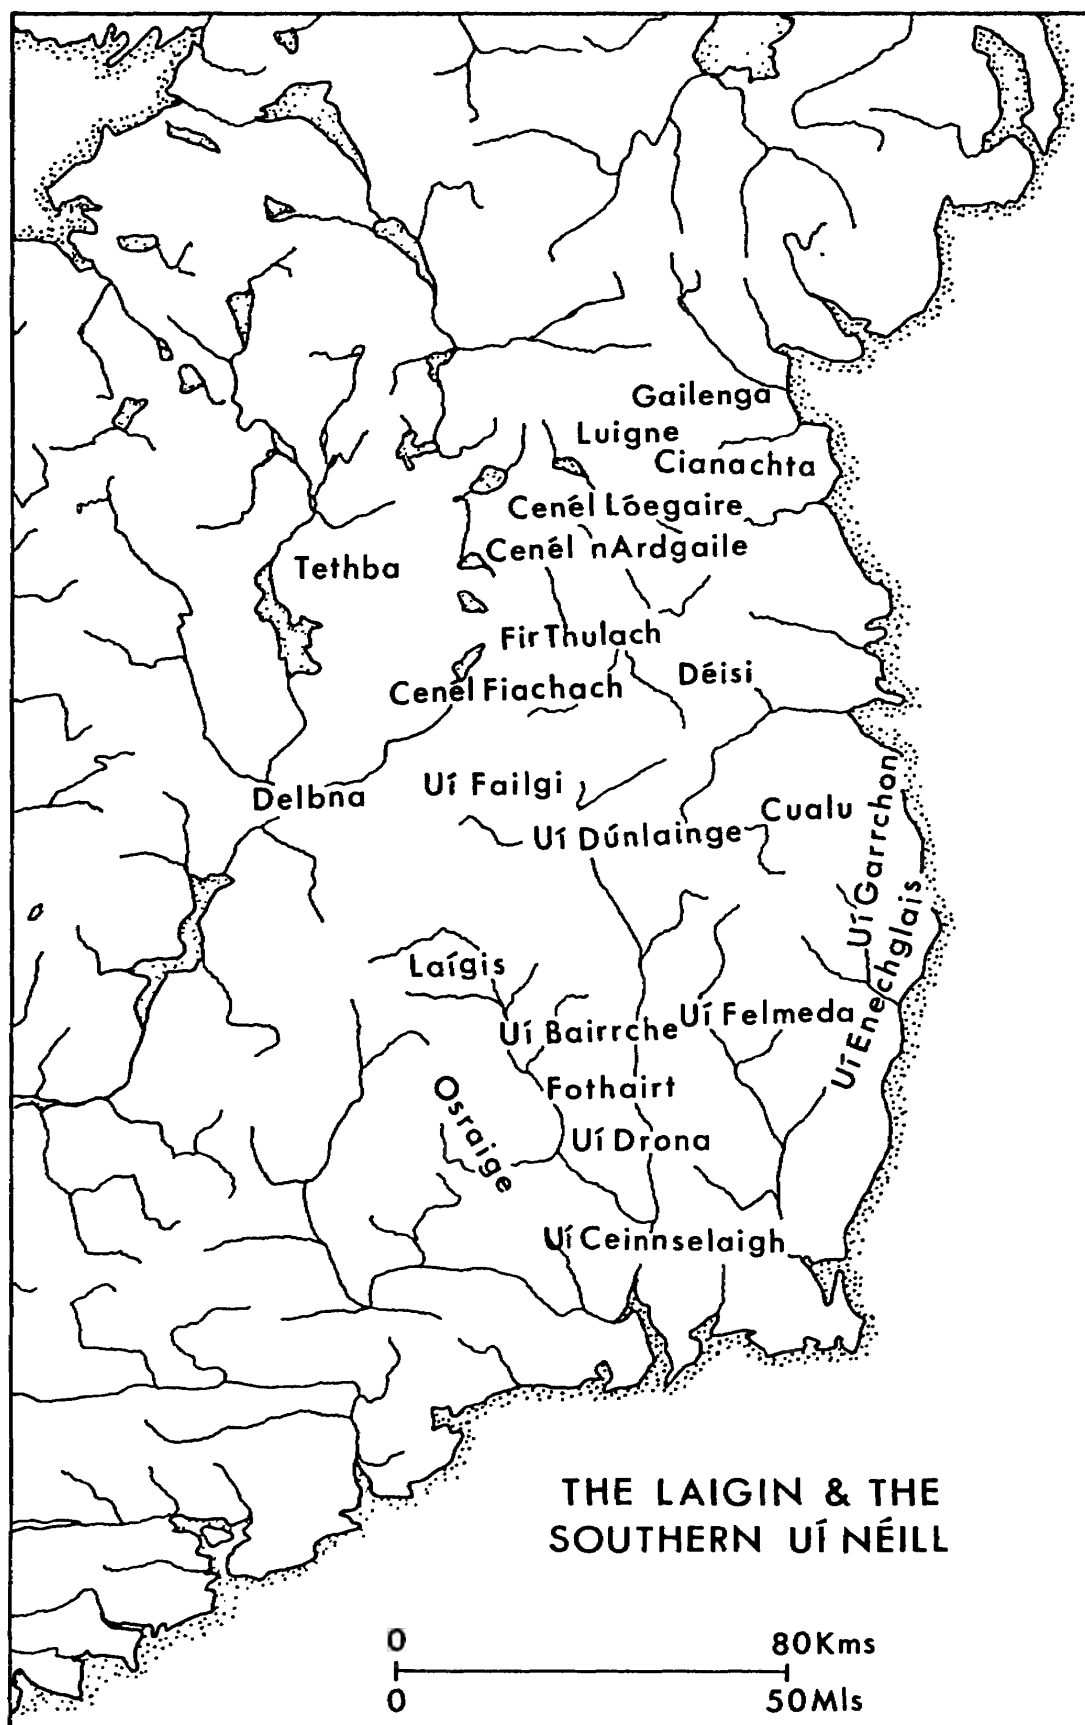 Gailenga
Luigne
Cianachta
Cenél Lóegaire
Cenél nArdgaile
Tethba
Fir Thulach
Déisi
Cenél Fiachach
Uí Failgi
Delbna
Cualu
Uí Dúnlainge
Uí Garrchon
Uí Enechglais
Laígis
Uí Felmeda
Uí Bairrche
Fothairt
Osraige
Uí Drona
Uí Ceinnselaigh
THE LAIGIN & THE
SOUTHERN UÍ NÉILL
0 80Kms
0 50Mls